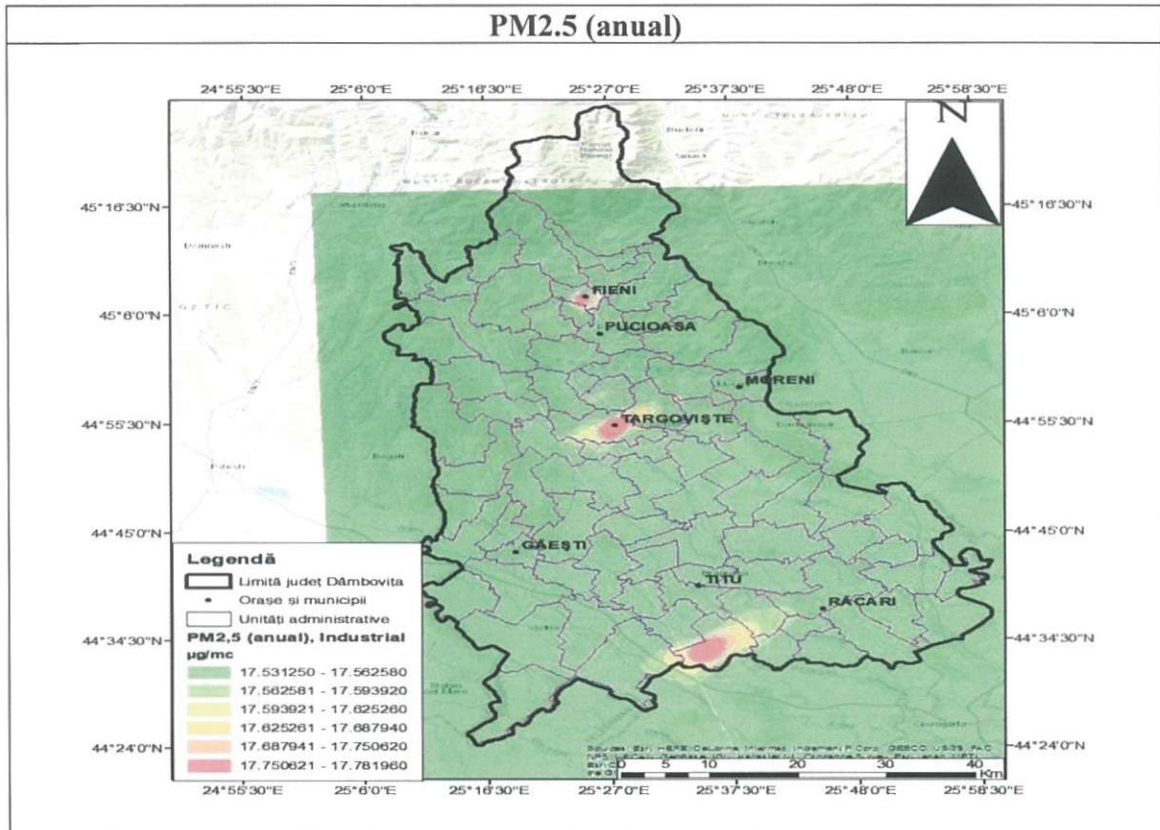 PM2.5 (anual)
24°55'30"E 25°6'0"E 25°16'30"E 25°27'0"E 25°37'30"E 25°48'0"E 25°58'30"E
N
45°16'30"N 45°16'30"N
FIENI
45°6'0"N 45°6'0"N
PUCIOASA
MORENI
44°55'30"N TARGOVIŞTE 44°55'30"N
44°45'0"N 44°45'0"N
GĂEŞTI
TITU
RĂCARI
44°34'30"N 44°34'30"N
44°24'0"N 44°24'0"N
Legendă
Limită județ Dâmbovița
Orașe și municipii
Unități administrative
PM2,5 (anual), Industrial
µg/mc
17.531250 - 17.562580
17.562581 - 17.593920
17.593921 - 17.625260
17.625261 - 17.687940
17.687941 - 17.750620
17.750621 - 17.781960
0 5 10 20 30 40
Km
24°55'30"E 25°6'0"E 25°16'30"E 25°27'0"E 25°37'30"E 25°48'0"E 25°58'30"E